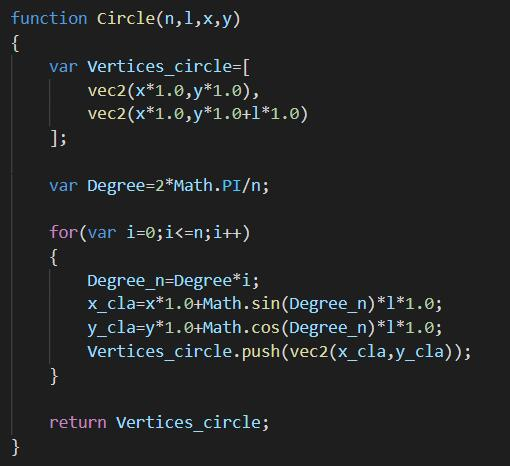 function Circle(n,l,x,y)
{
    var Vertices_circle=[
        vec2(x*1.0,y*1.0),
        vec2(x*1.0,y*1.0+l*1.0)
    ];

    var Degree=2*Math.PI/n;

    for(var i=0;i<=n;i++)
    {
        Degree_n=Degree*i;
        x_cla=x*1.0+Math.sin(Degree_n)*l*1.0;
        y_cla=y*1.0+Math.cos(Degree_n)*l*1.0;
        Vertices_circle.push(vec2(x_cla,y_cla));
    }

    return Vertices_circle;
}